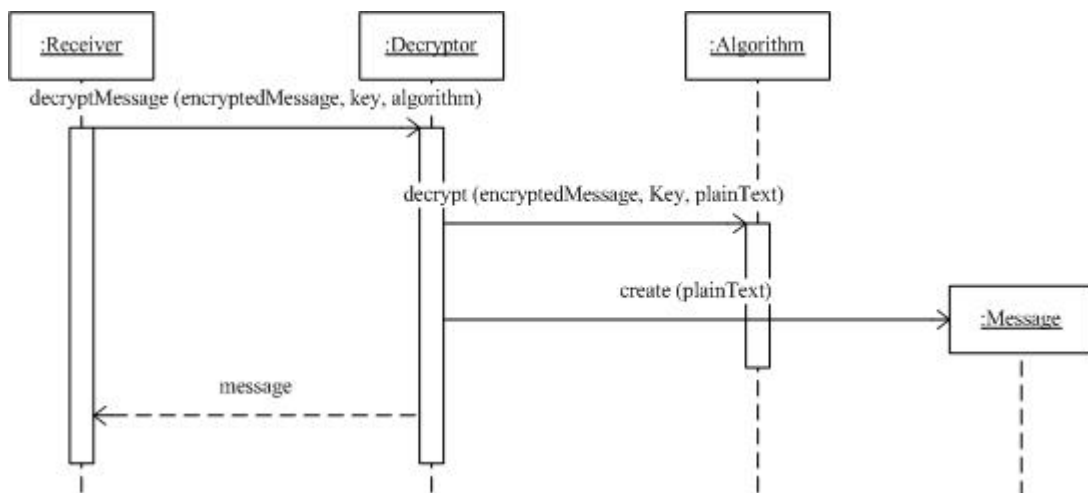 :Receiver
:Decryptor
:Algorithm
decryptMessage (encryptedMessage, key, algorithm)
decrypt (encryptedMessage, Key, plainText)
create (plainText)
:Message
message